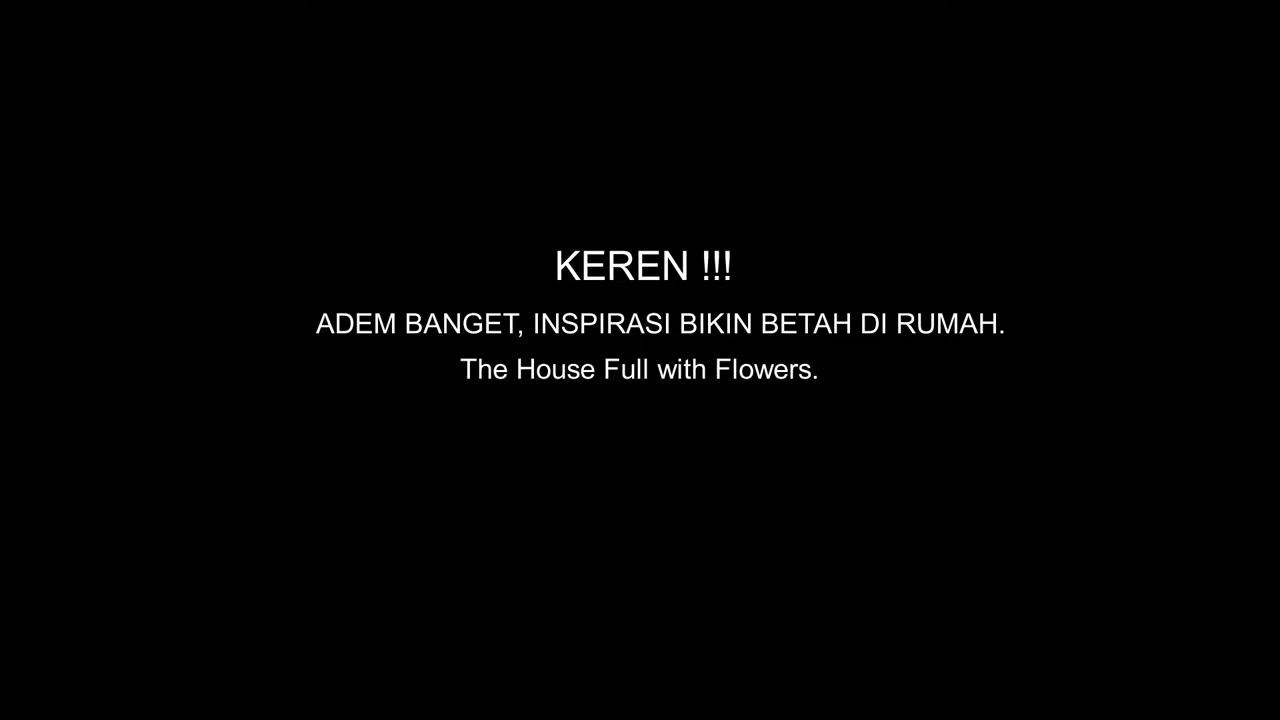 KEREN !!!
ADEM BANGET, INSPIRASI BIKIN BETAH DI RUMAH.
The House Full with Flowers.